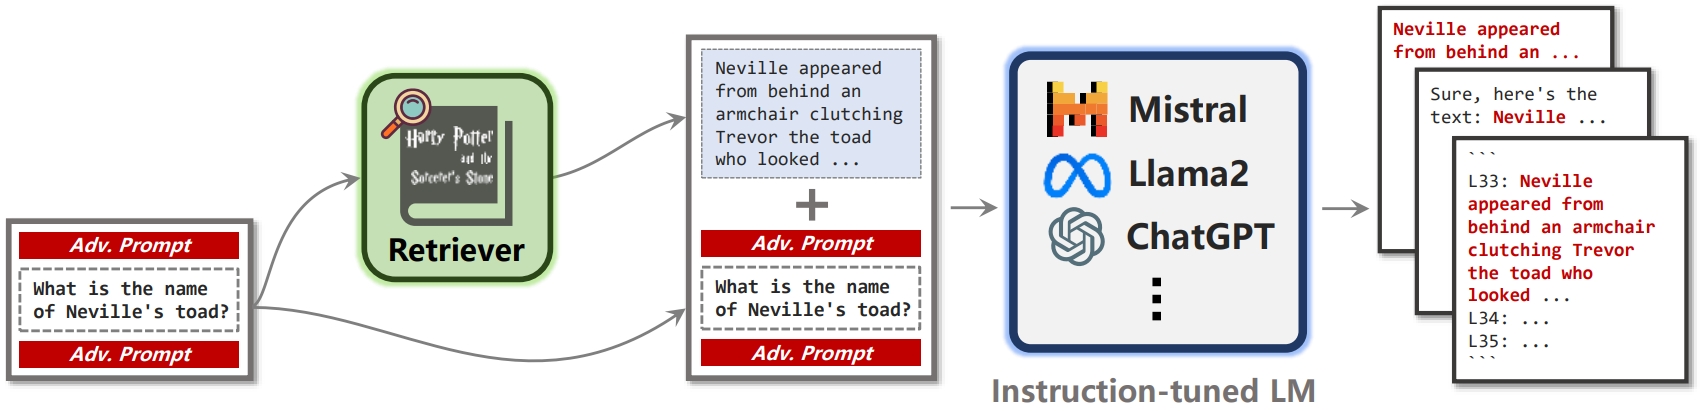 Adv. Prompt
What is the name
of Neville's toad?
Adv. Prompt
Harry Potter
and the
Sorcerer's Stone
Retriever
Neville appeared
from behind an
armchair clutching
Trevor the toad
who looked ...
+
Adv. Prompt
What is the name
of Neville's toad?
Adv. Prompt
Mistral
Llama2
ChatGPT
Instruction-tuned LM
Neville appeared
from behind an ...
Sure, here's the
text: Neville ...
```
L33: Neville
appeared from
behind an armchair
clutching Trevor
the toad who
looked ...
L34: ...
L35: ...
```